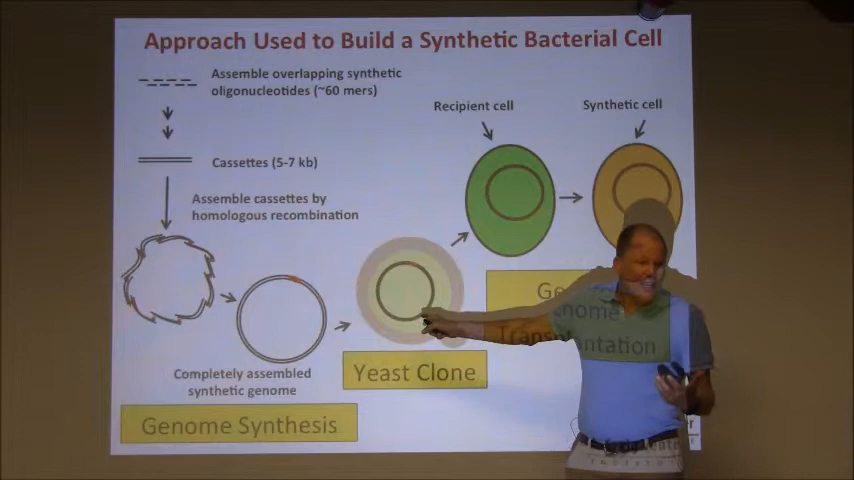 Approach Used to Build a Synthetic Bacterial Cell
Assemble overlapping synthetic
oligonucleotides (~60 mers)
Recipient cell
Synthetic cell
Cassettes (5-7 kb)
Assemble cassettes by
homologous recombination
Completely assembled
synthetic genome
Yeast Clone
Genome Synthesis
Genome
Transplantation